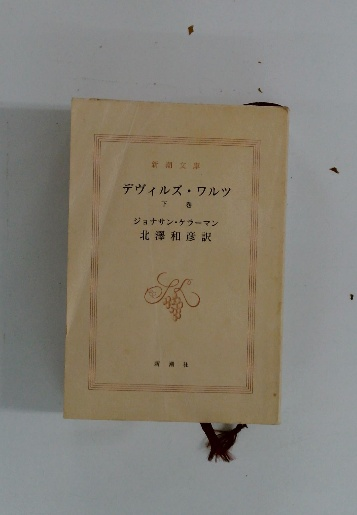 新潮文庫
デヴィルズ・ワルツ
下巻
ジョナサン・ケラーマン
北澤和彦訳
新潮社